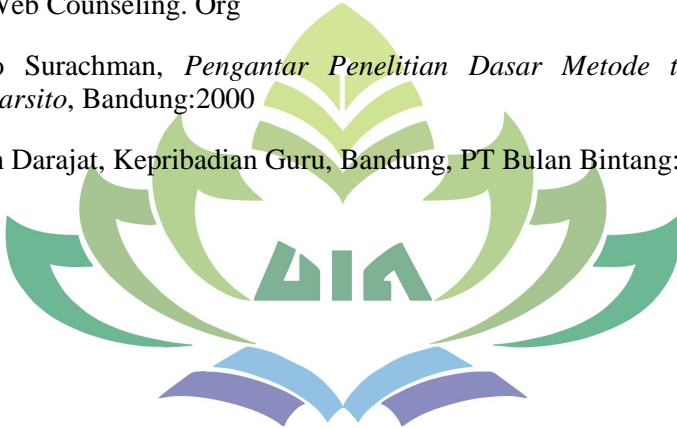 Web Counseling. Org
Surachman, Pengantar Penelitian Dasar Metode
arsito, Bandung:2000
Darajat, Kepribadian Guru, Bandung, PT Bulan Bintang:
UIN